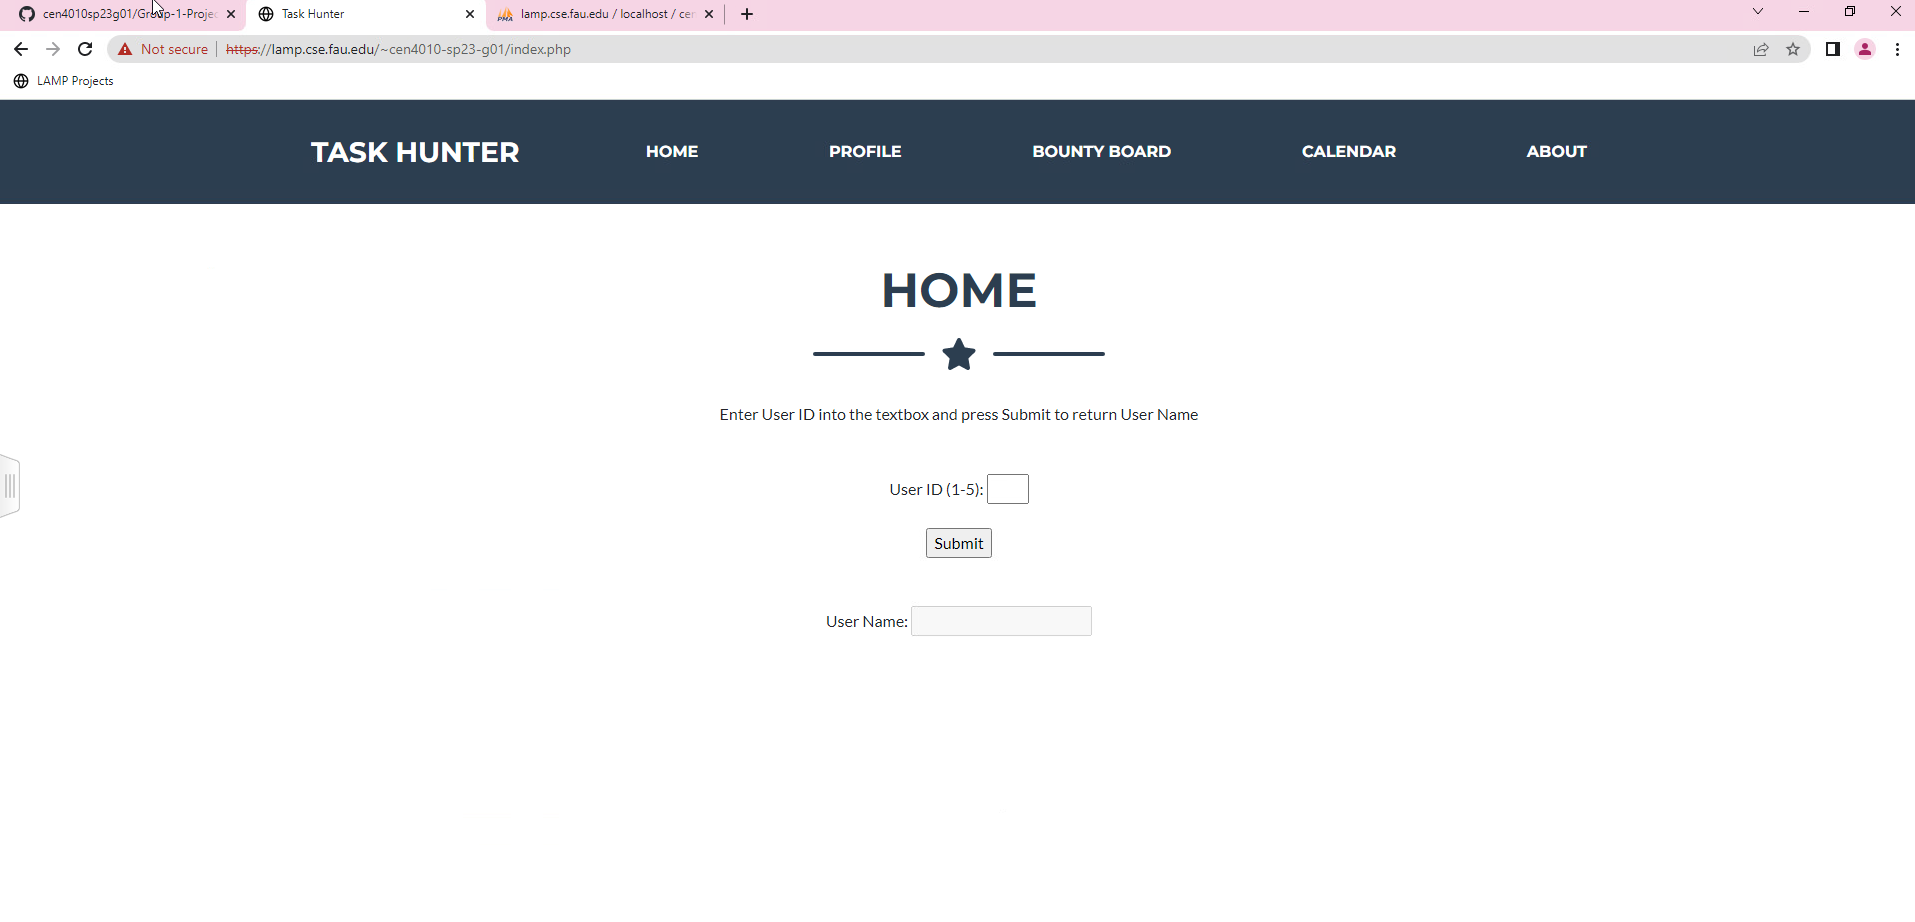 cen4010sp23g01/Group-1-Projec
Task Hunter
lamp.cse.fau.edu / localhost / cen
Not secure
https://lamp.cse.fau.edu/~cen4010-sp23-g01/index.php
LAMP Projects
TASK HUNTER
HOME
PROFILE
BOUNTY BOARD
CALENDAR
ABOUT
HOME
Enter User ID into the textbox and press Submit to return User Name
User ID (1-5):
Submit
User Name: